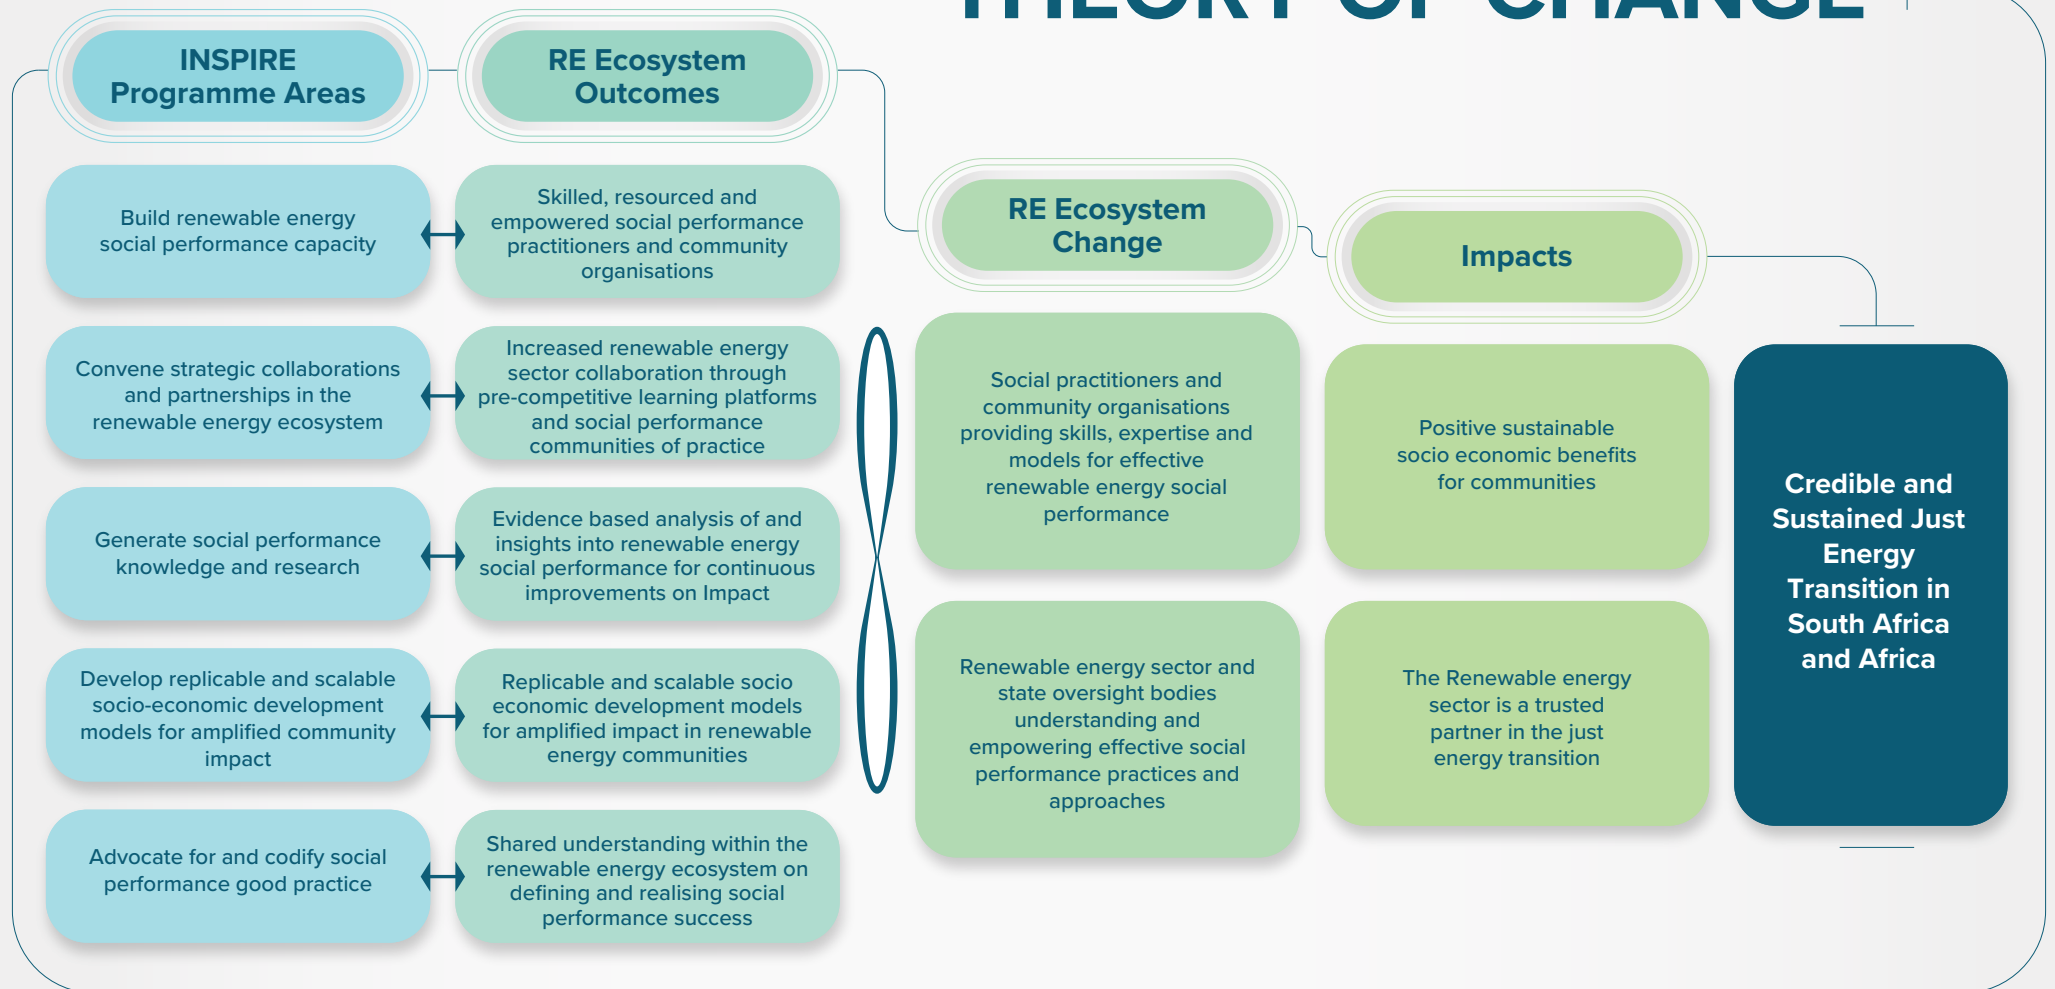 THEORY OF CHANGE
INSPIRE
Programme Areas
RE Ecosystem
Outcomes
RE Ecosystem
Change
Impacts
Build renewable energy
social performance capacity
Skilled, resourced and
empowered social performance
practitioners and community
organisations
Convene strategic collaborations
and partnerships in the
renewable energy ecosystem
Increased renewable energy
sector collaboration through
pre-competitive learning platforms
and social performance
communities of practice
Generate social performance
knowledge and research
Evidence based analysis of and
insights into renewable energy
social performance for continuous
improvements on Impact
Develop replicable and scalable
socio-economic development
models for amplified community
impact
Replicable and scalable socio
economic development models
for amplified impact in renewable
energy communities
Advocate for and codify social
performance good practice
Shared understanding within the
renewable energy ecosystem on
defining and realising social
performance success
Social practitioners and
community organisations
providing skills, expertise and
models for effective
renewable energy social
performance
Renewable energy sector and
state oversight bodies
understanding and
empowering effective social
performance practices and
approaches
Positive sustainable
socio economic benefits
for communities
The Renewable energy
sector is a trusted
partner in the just
energy transition
Credible and
Sustained Just
Energy
Transition in
South Africa
and Africa